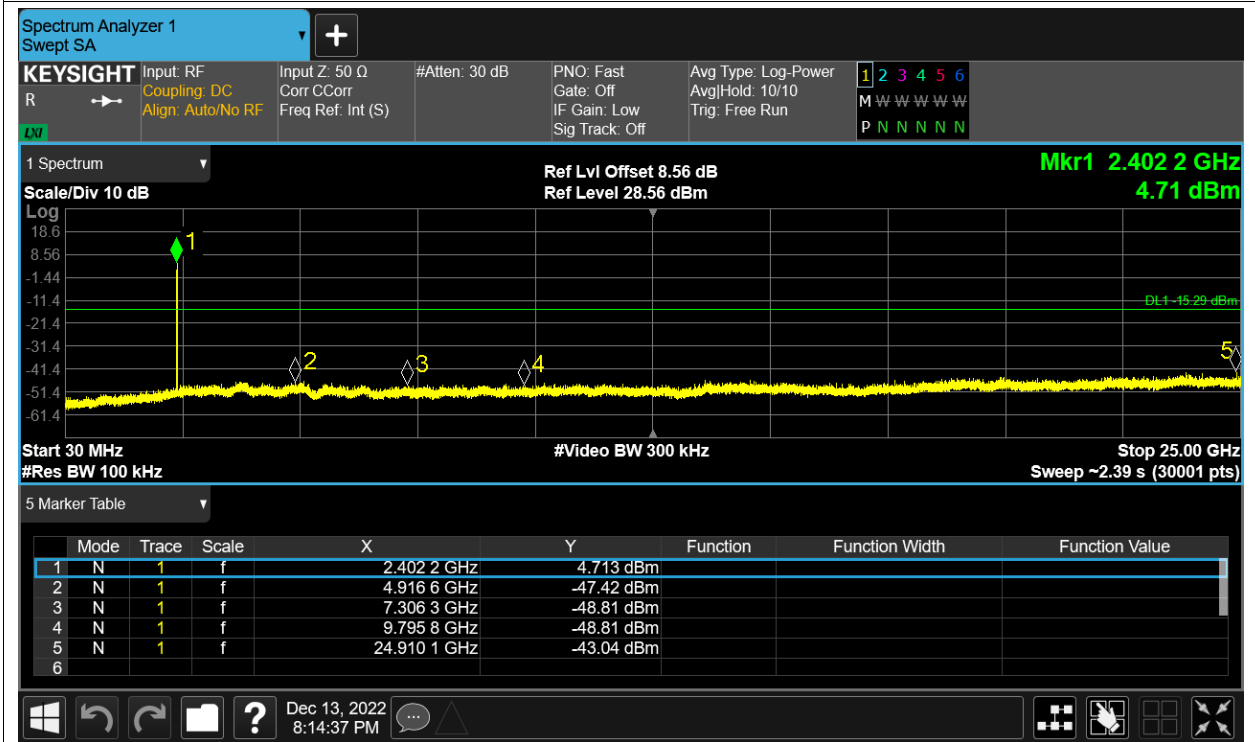 Spectrum Analyzer 1
Swept SA
KEYSIGHT
R
LXI
Input: RF
Coupling: DC
Align: Auto/No RF
Input Z: 50 Ω
Corr CCorr
Freq Ref: Int (S)
#Atten: 30 dB
PNO: Fast
Gate: Off
IF Gain: Low
Sig Track: Off
Avg Type: Log-Power
Avg|Hold: 10/10
Trig: Free Run
1 2 3 4 5 6
M W W W W W
P N N N N N
1 Spectrum
Scale/Div 10 dB
Ref Lvl Offset 8.56 dB
Ref Level 28.56 dBm
Mkr1 2.402 2 GHz
4.71 dBm
Log
18.6
8.56
-1.44
-11.4
-21.4
-31.4
-41.4
-51.4
-61.4
1
2
3
4
5
DL1 -15.29 dBm
Start 30 MHz
#Res BW 100 kHz
#Video BW 300 kHz
Stop 25.00 GHz
Sweep ~2.39 s (30001 pts)
5 Marker Table
Mode Trace Scale X Y Function Function Width Function Value
1 N 1 f 2.402 2 GHz 4.713 dBm
2 N 1 f 4.916 6 GHz -47.42 dBm
3 N 1 f 7.306 3 GHz -48.81 dBm
4 N 1 f 9.795 8 GHz -48.81 dBm
5 N 1 f 24.910 1 GHz -43.04 dBm
6
?
Dec 13, 2022
8:14:37 PM